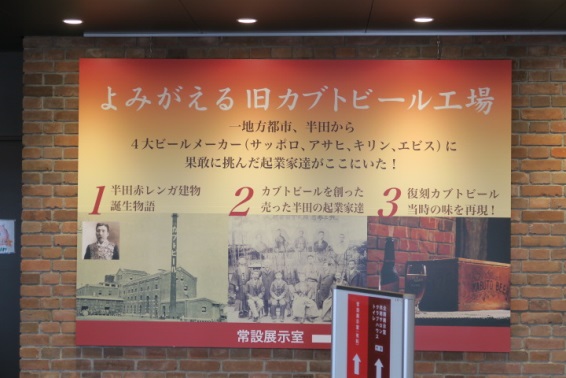 よみがえる旧カブトビール工場
一地方都市、半田から
4大ビールメーカー（サッポロ、アサヒ、キリン、エビス）に
果敢に挑んだ起業家達がここにいた！
1 半田赤レンガ建物
誕生物語
2 カブトビールを創った
売った半田の起業家達
3 復刻カブトビール
当時の味を再現！
常設展示室